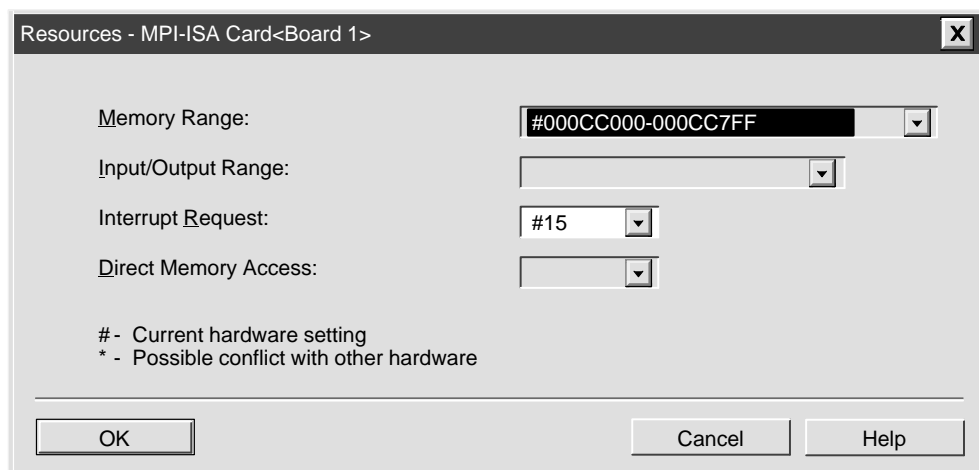 Resources - MPI-ISA Card<Board 1>
X
Memory Range:
#000CC000-000CC7FF
Input/Output Range:
Interrupt Request:
#15
Direct Memory Access:
# - Current hardware setting
* - Possible conflict with other hardware
OK
Cancel
Help